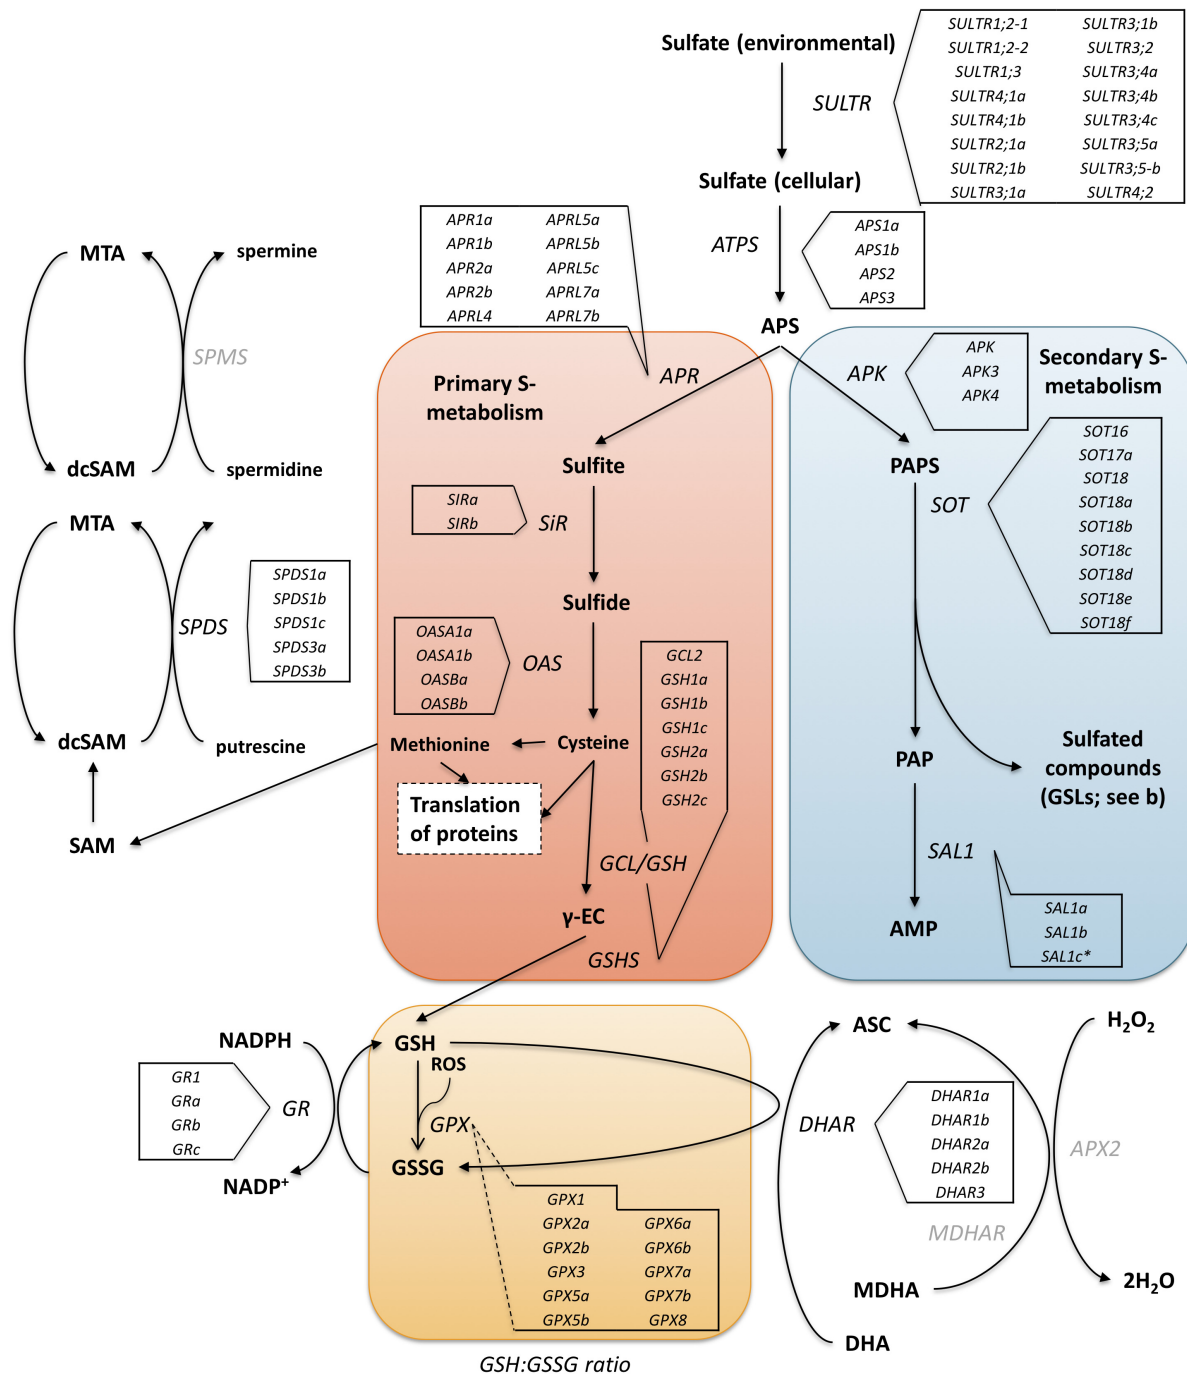 Sulfate (environmental)
SULTR
SULTR1;2-1 SULTR3;1b
SULTR1;2-2 SULTR3;2
SULTR1;3 SULTR3;4a
SULTR4;1a SULTR3;4b
SULTR4;1b SULTR3;4c
SULTR2;1a SULTR3;5a
SULTR2;1b SULTR3;5-b
SULTR3;1a SULTR4;2
Sulfate (cellular)
ATPS
APS1a
APS1b
APS2
APS3
APS
APR1a APRL5a
APR1b APRL5b
APR2a APRL5c
APR2b APRL7a
APRL4 APRL7b
MTA
spermine
SPMS
dcSAM
spermidine
MTA
SPDS
SPDS1a
SPDS1b
SPDS1c
SPDS3a
SPDS3b
dcSAM
putrescine
SAM
Primary S-
metabolism
APR
Sulfite
SIRa
SIRb
SiR
Sulfide
OASA1a
OASA1b
OASBa
OASBb
OAS
GCL2
GSH1a
GSH1b
GSH1c
GSH2a
GSH2b
GSH2c
Methionine
Cysteine
Translation
of proteins
GCL/GSH
γ-EC
GSHS
Secondary S-
metabolism
APK
APK
APK3
APK4
PAPS
SOT
SOT16
SOT17a
SOT18
SOT18a
SOT18b
SOT18c
SOT18d
SOT18e
SOT18f
PAP
Sulfated
compounds
(GSLs; see b)
SAL1
SAL1a
SAL1b
SAL1c*
AMP
NADPH
GR1
GRa
GRb
GRc
GR
NADP⁺
GSH
ROS
GPX
GSSG
GPX1
GPX2a GPX6a
GPX2b GPX6b
GPX3 GPX7a
GPX5a GPX7b
GPX5b GPX8
GSH:GSSG ratio
ASC
H₂O₂
DHAR
DHAR1a
DHAR1b
DHAR2a
DHAR2b
DHAR3
APX2
MDHAR
MDHA
2H₂O
DHA